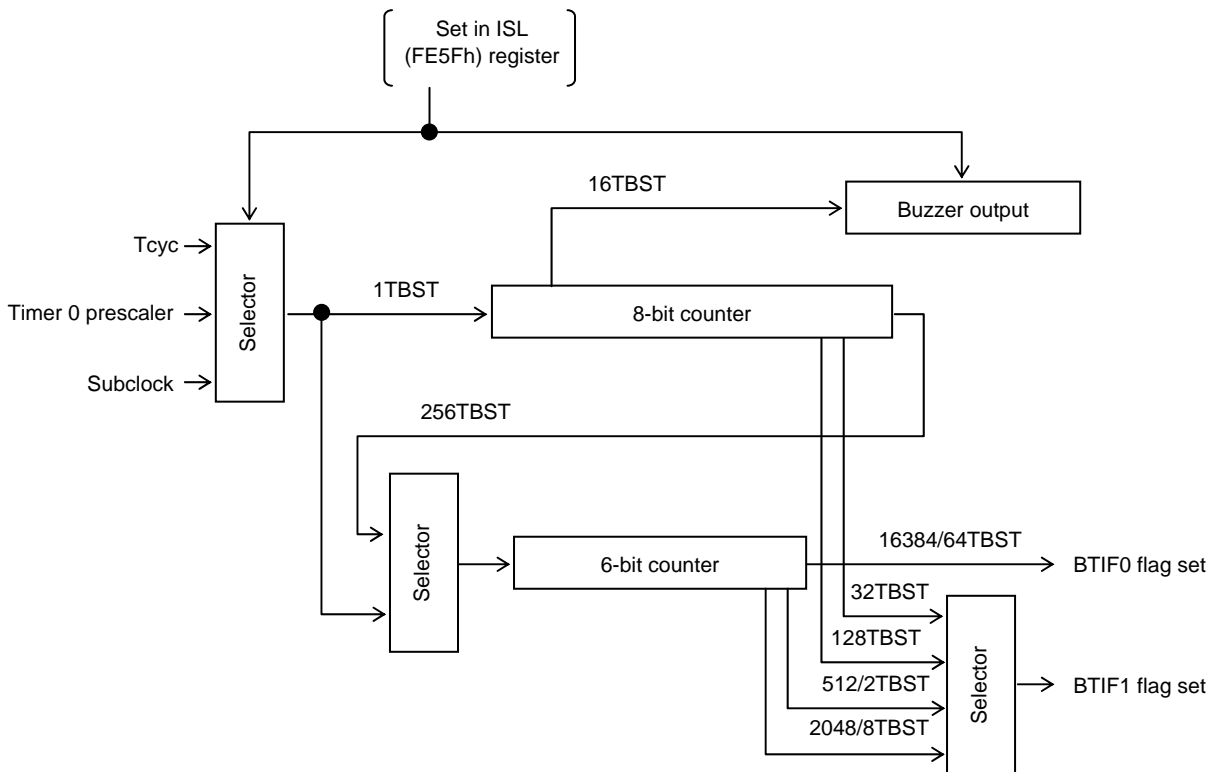 Set in ISL
(FE5Fh) register
16TBST
Buzzer output
Tcyc
Timer 0 prescaler
Subclock
Selector
1TBST
8-bit counter
256TBST
Selector
6-bit counter
16384/64TBST
BTIF0 flag set
32TBST
128TBST
512/2TBST
2048/8TBST
Selector
BTIF1 flag set